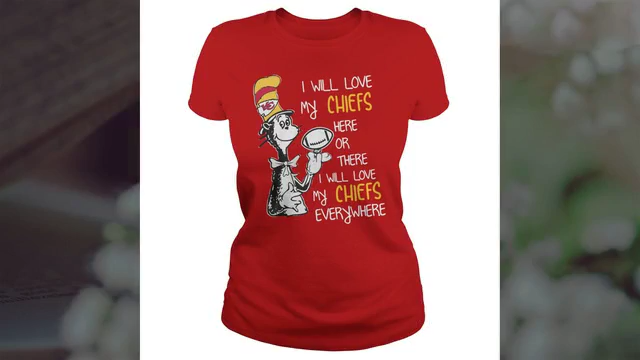 I WILL LOVE
My CHIEFS
HERE
OR
THERE
I WILL LOVE
My CHIEFS
EVERyWHERE